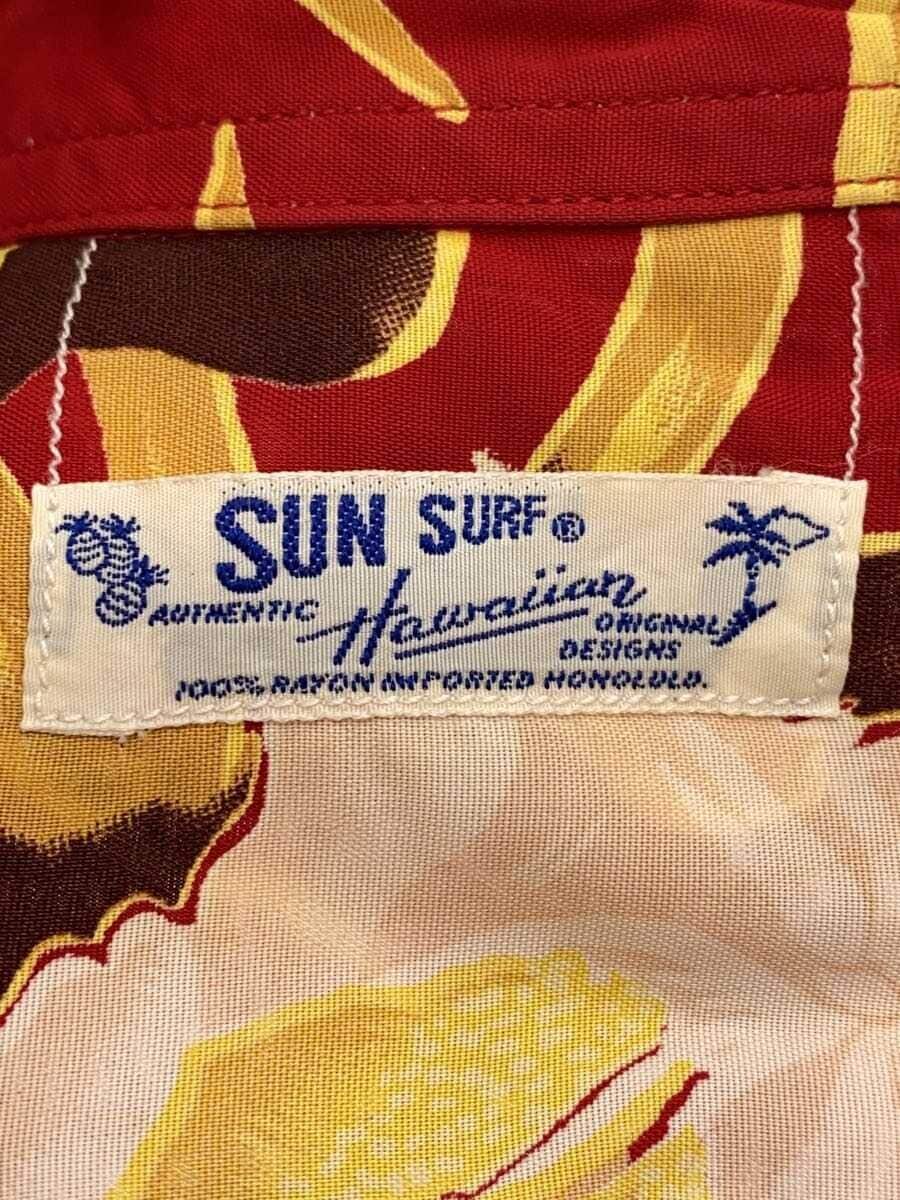 SUN SURF®
AUTHENTIC Hawaiian ORIGINAL
DESIGNS
100% RAYON IMPORTED HONOLULU.